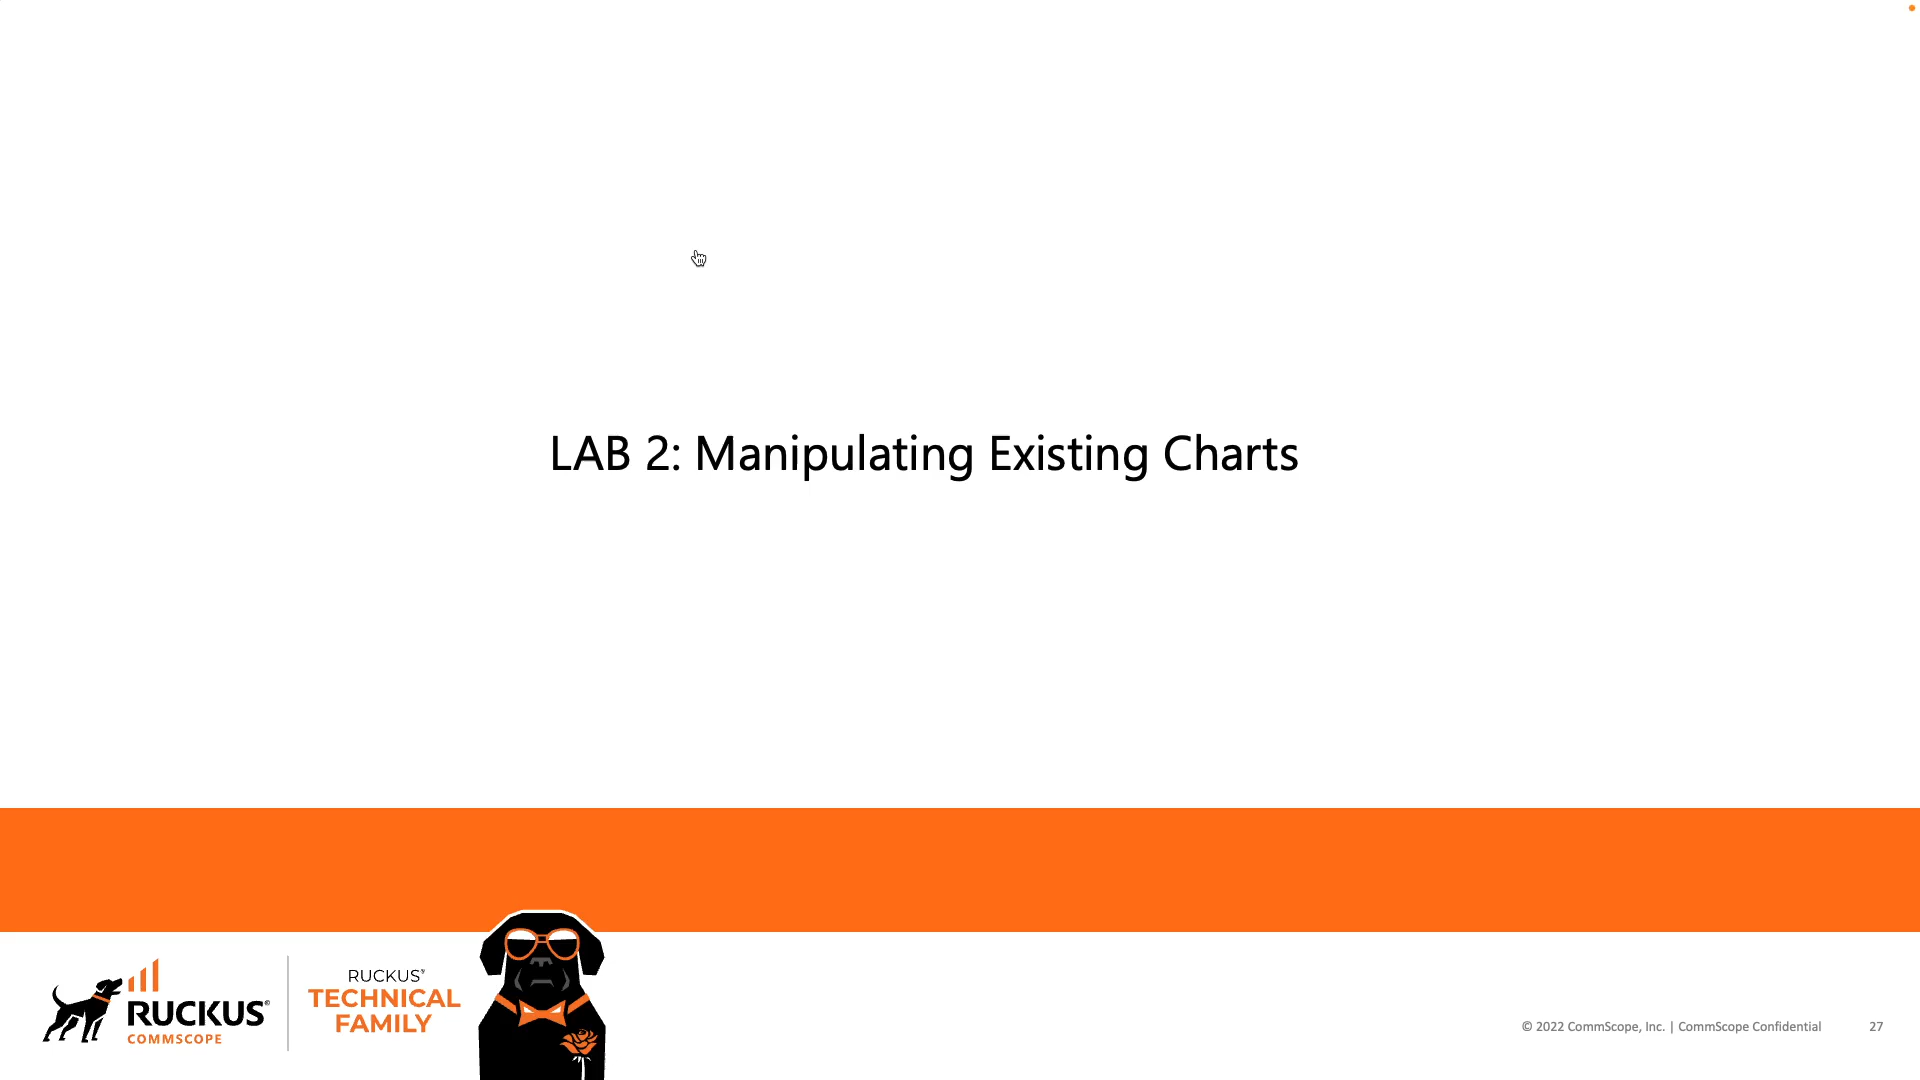 LAB 2: Manipulating Existing Charts
RUCKUS®
COMMSCOPE
RUCKUS®
TECHNICAL
FAMILY
© 2022 CommScope, Inc. | CommScope Confidential
27